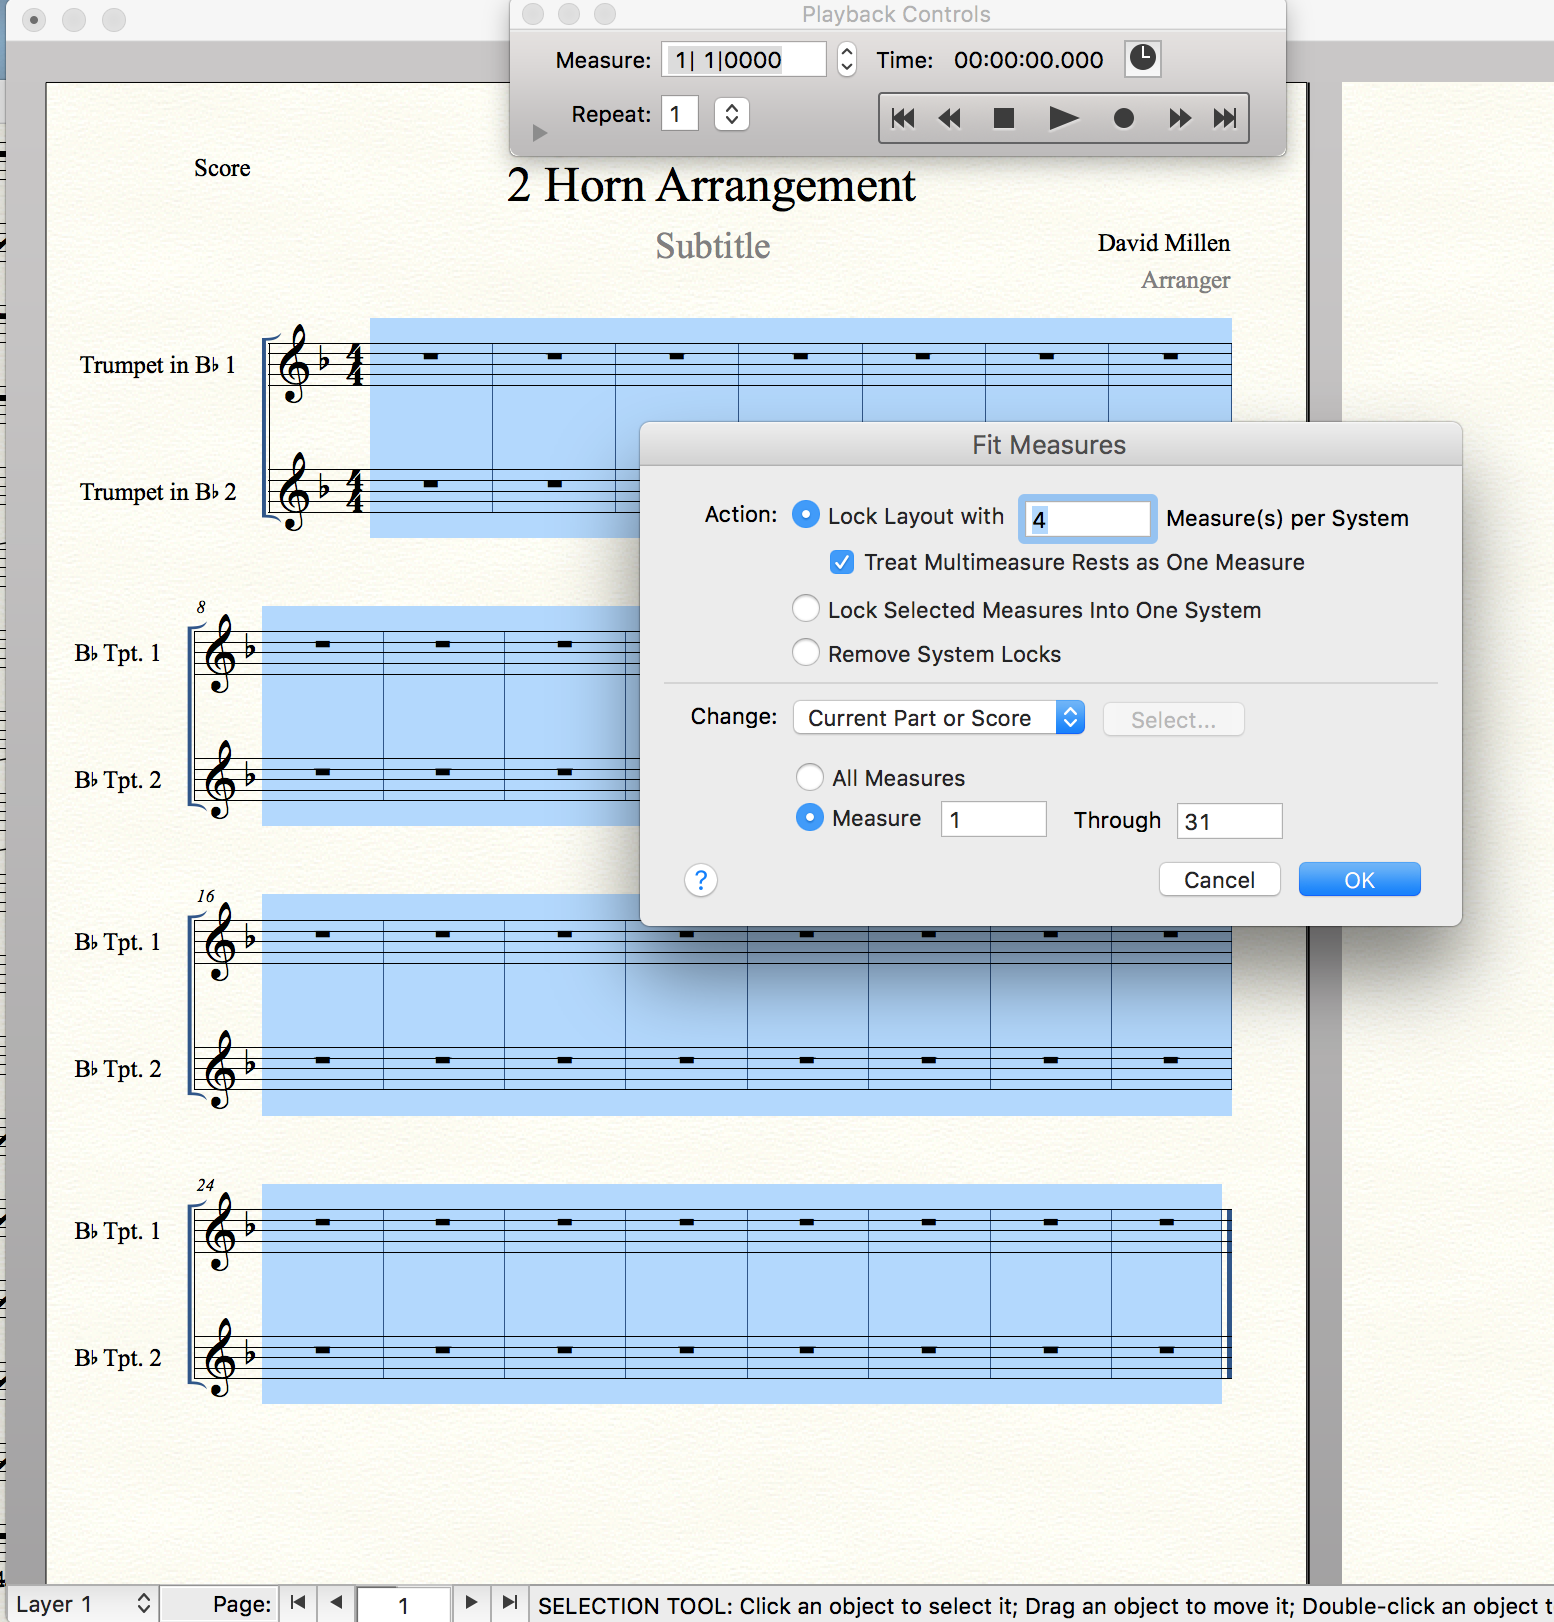 Playback Controls
Measure: 1| 1|0000 Time: 00:00:00.000
Repeat: 1
Score
2 Horn Arrangement
Subtitle
David Millen
Arranger
Trumpet in B♭ 1
4
4
Trumpet in B♭ 2
4
4
Fit Measures
Action: Lock Layout with 4 Measure(s) per System
Treat Multimeasure Rests as One Measure
Lock Selected Measures Into One System
Remove System Locks
Change: Current Part or Score Select...
All Measures
Measure 1 Through 31
? Cancel OK
8
B♭ Tpt. 1
B♭ Tpt. 2
16
B♭ Tpt. 1
B♭ Tpt. 2
24
B♭ Tpt. 1
B♭ Tpt. 2
Layer 1 Page: 1 SELECTION TOOL: Click an object to select it; Drag an object to move it; Double-click an object t